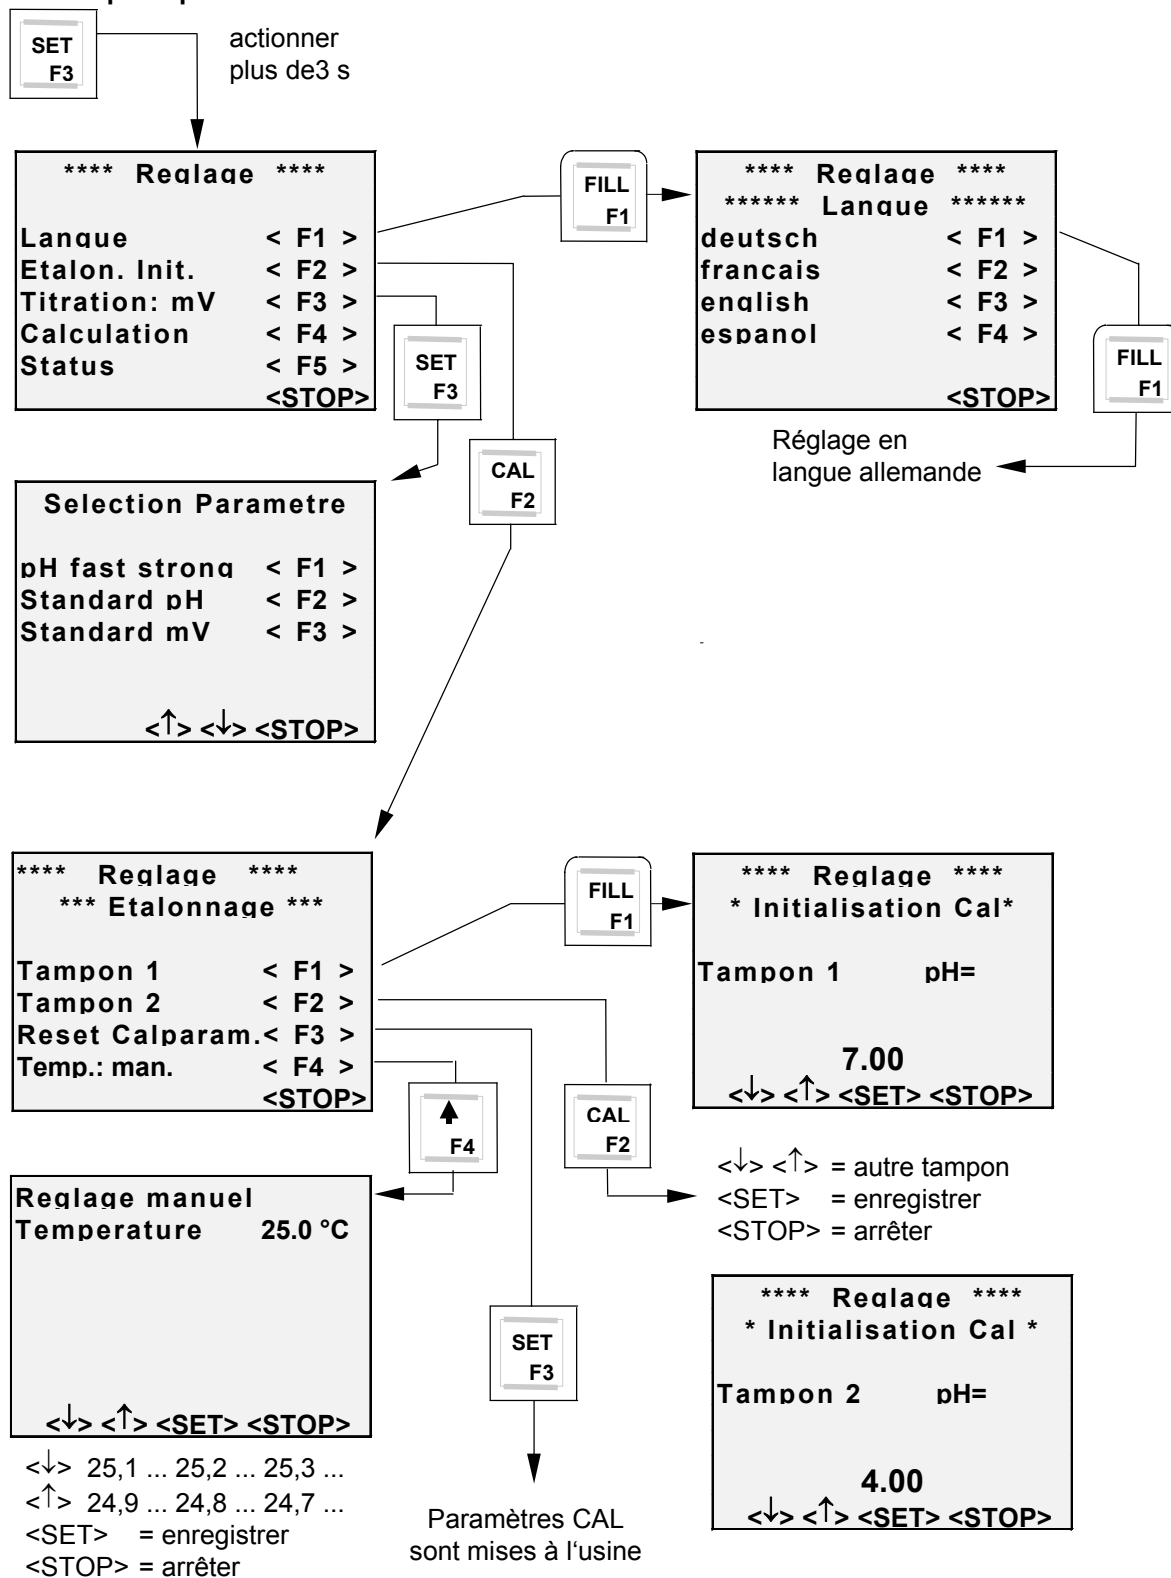 SET
F3
actionner
plus de3 s
**** Reglage ****
Langue < F1 >
Etalon. Init. < F2 >
Titration: mV < F3 >
Calculation < F4 >
Status < F5 >
<STOP>
FILL
F1
**** Reglage ****
****** Langue ******
deutsch < F1 >
francais < F2 >
english < F3 >
espanol < F4 >
<STOP>
FILL
F1
Réglage en
langue allemande
SET
F3
CAL
F2
Selection Parametre
pH fast strong < F1 >
Standard pH < F2 >
Standard mV < F3 >
<↑> <↓> <STOP>
**** Reglage ****
*** Etalonnage ***
Tampon 1 < F1 >
Tampon 2 < F2 >
Reset Calparam.< F3 >
Temp.: man. < F4 >
<STOP>
FILL
F1
**** Reglage ****
* Initialisation Cal*
Tampon 1 pH=
7.00
<↓> <↑> <SET> <STOP>
F4
CAL
F2
<↓> <↑> = autre tampon
<SET> = enregistrer
<STOP> = arrêter
Reglage manuel
Temperature 25.0 °C
<↓> <↑> <SET> <STOP>
<↓> 25,1 ... 25,2 ... 25,3 ...
<↑> 24,9 ... 24,8 ... 24,7 ...
<SET> = enregistrer
<STOP> = arrêter
SET
F3
Paramètres CAL
sont mises à l‘usine
**** Reglage ****
* Initialisation Cal *
Tampon 2 pH=
4.00
<↓> <↑> <SET> <STOP>